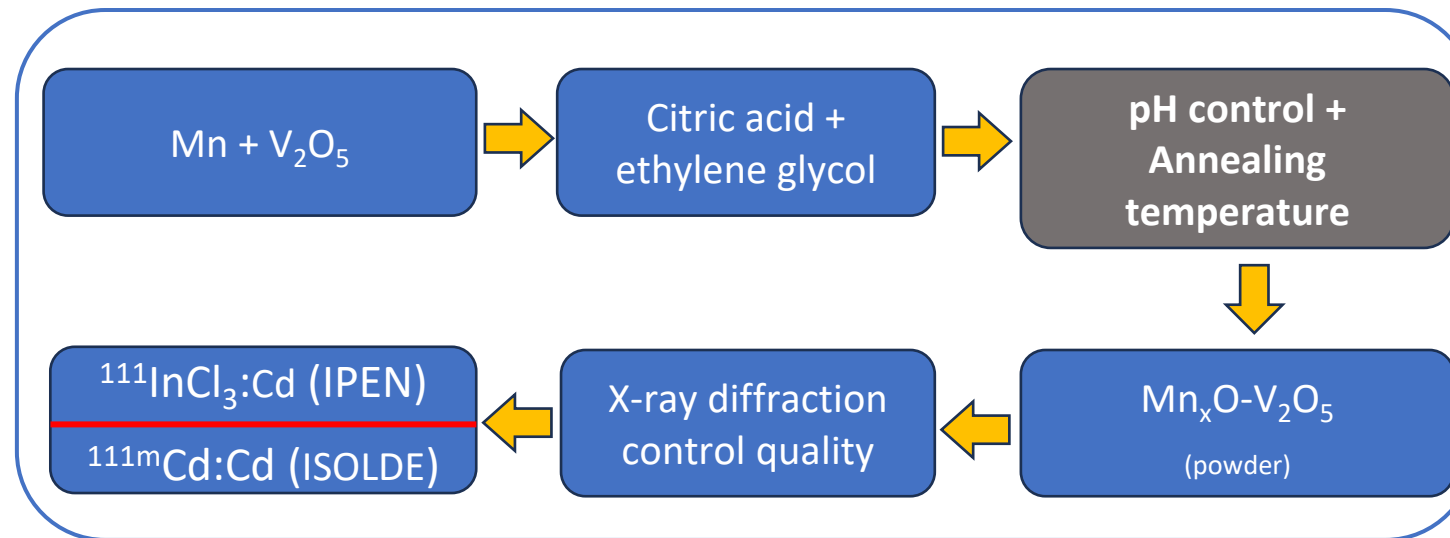 Mn + V₂O₅
Citric acid +
ethylene glycol
pH control +
Annealing
temperature
¹¹¹InCl₃:Cd (IPEN)
¹¹¹ᵐCd:Cd (ISOLDE)
X-ray diffraction
control quality
MnₓO-V₂O₅
(powder)